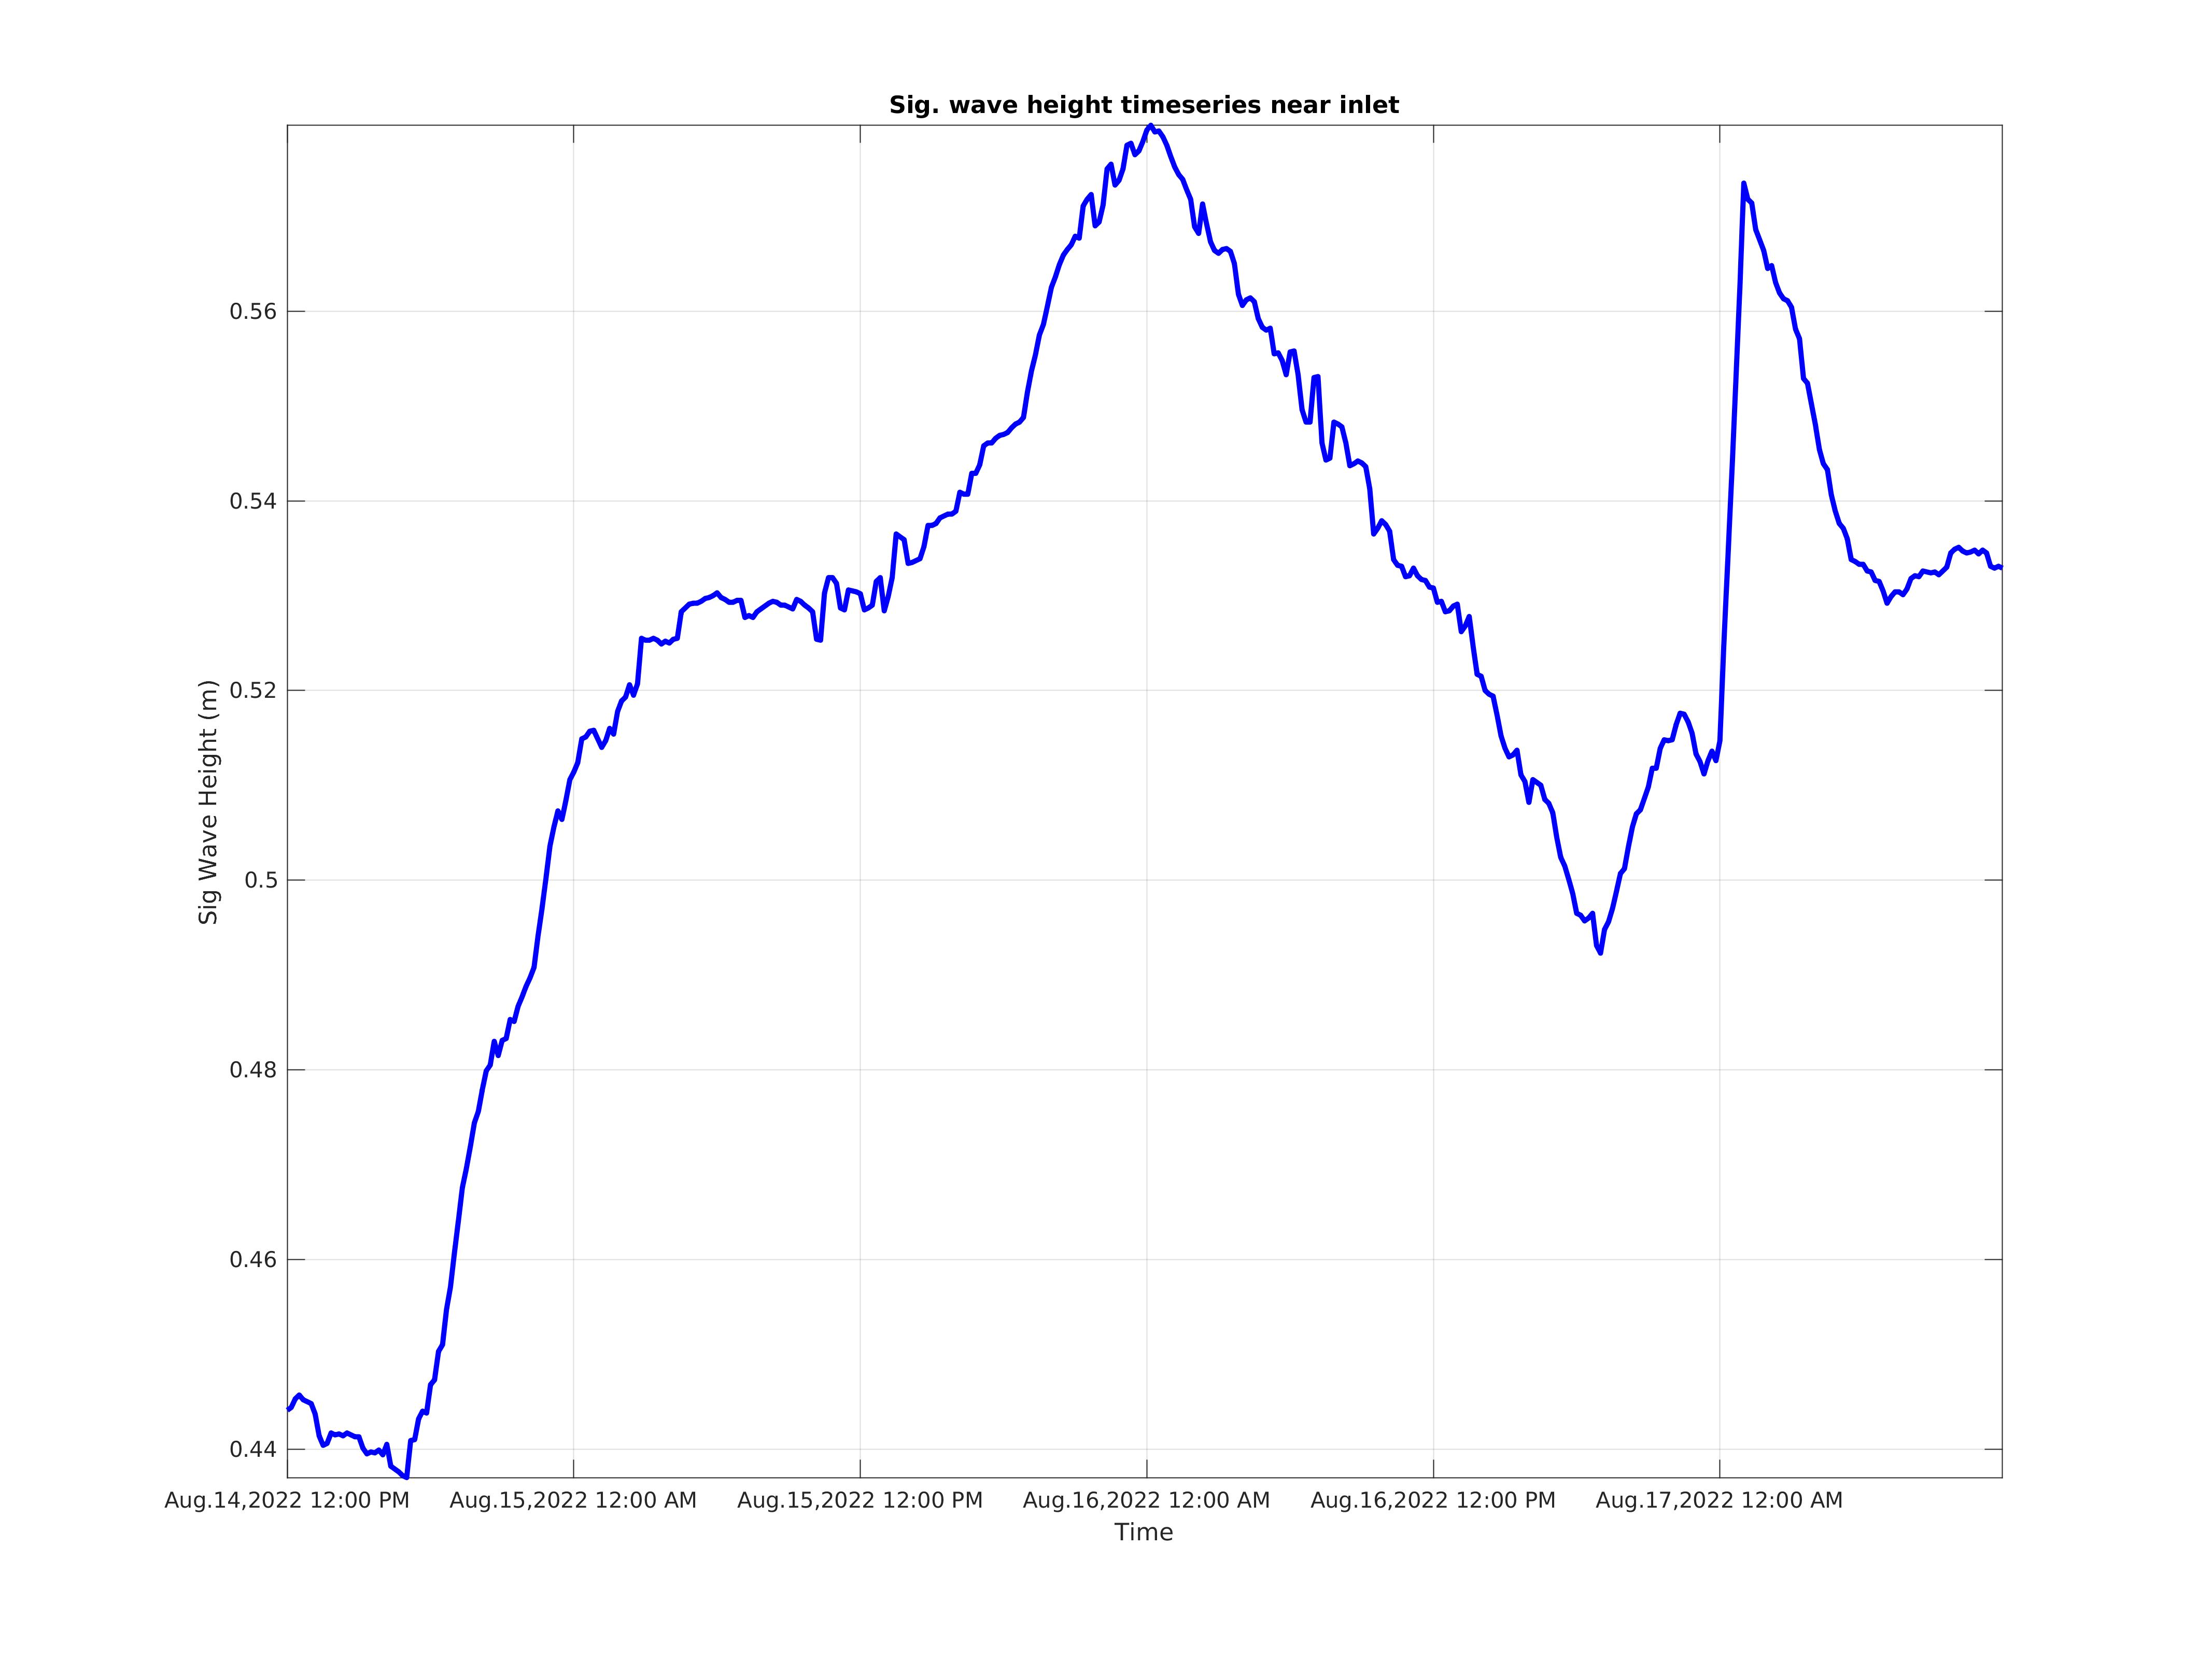 Sig. wave height timeseries near inlet
0.56
0.54
0.52
0.5
0.48
0.46
0.44
Sig Wave Height (m)
Aug.14,2022 12:00 PM Aug.15,2022 12:00 AM Aug.15,2022 12:00 PM Aug.16,2022 12:00 AM Aug.16,2022 12:00 PM Aug.17,2022 12:00 AM
Time